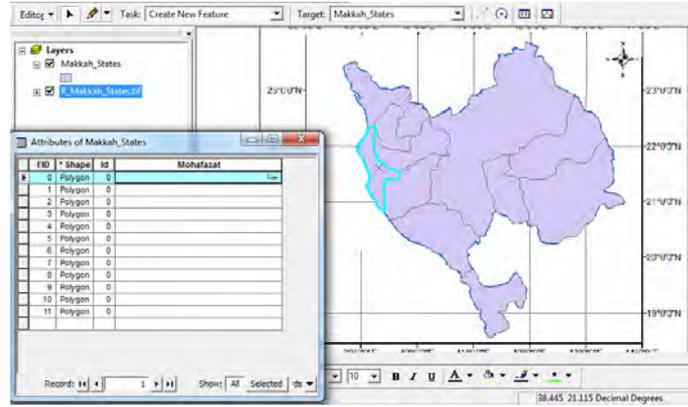 Editor Task: Create New Feature Target: Makkah_States
Layers
Makkah_States
R_Makkah_States.tif
23°0'0"N
22°0'0"N
21°0'0"N
20°0'0"N
19°0'0"N
Attributes of Makkah_States
FID * Shape Id Mohafazat
0 Polygon 0
1 Polygon 0
2 Polygon 0
3 Polygon 0
4 Polygon 0
5 Polygon 0
6 Polygon 0
7 Polygon 0
8 Polygon 0
9 Polygon 0
10 Polygon 0
11 Polygon 0
Record: 1 Show: All Selected ds
10 B I U A
38.445 21.115 Decimal Degrees